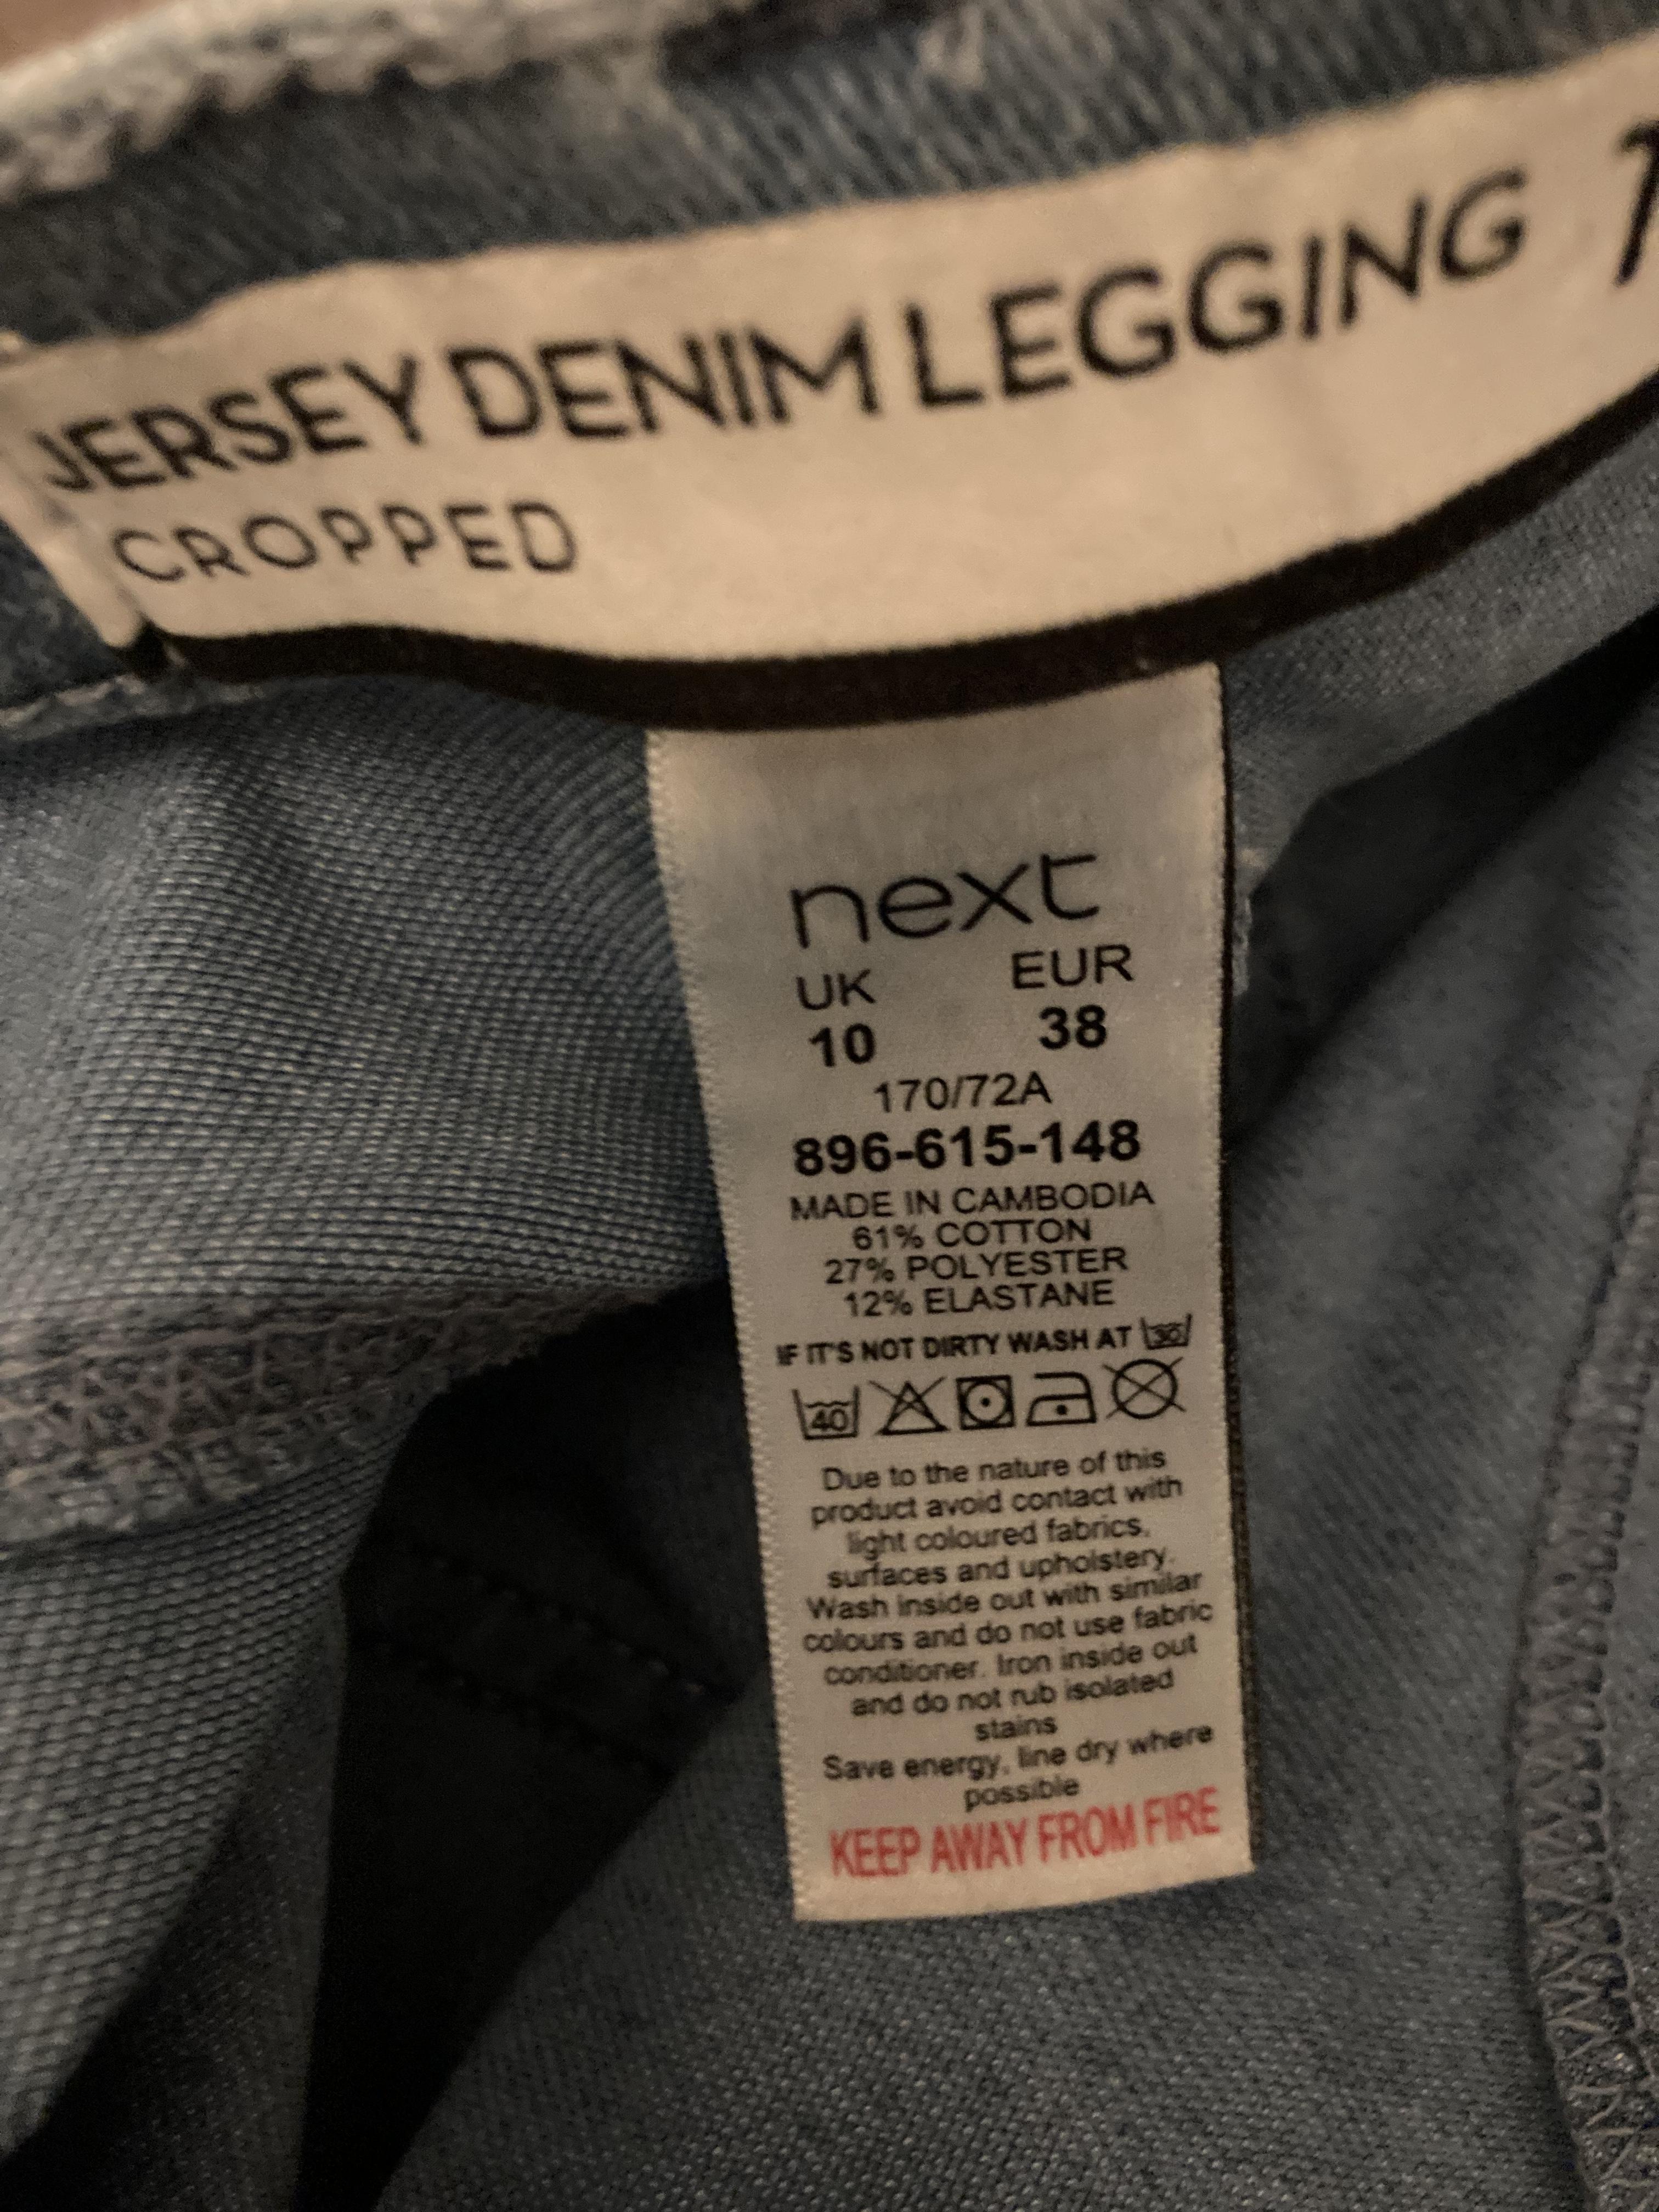 JERSEY DENIM LEGGING
CROPPED
next
UK EUR
10 38
170/72A
896-615-148
MADE IN CAMBODIA
61% COTTON
27% POLYESTER
12% ELASTANE
IF IT'S NOT DIRTY WASH AT 30
40
Due to the nature of this
product avoid contact with
light coloured fabrics,
surfaces and upholstery.
Wash inside out with similar
colours and do not use fabric
conditioner. Iron inside out
and do not rub isolated
stains
Save energy, line dry where
possible
KEEP AWAY FROM FIRE